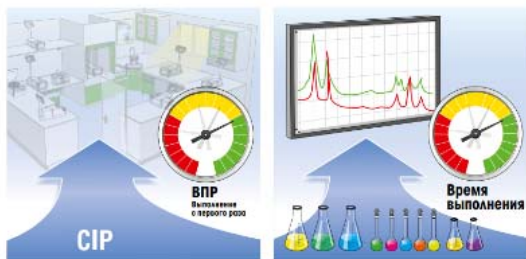 ВПР
Выполнение
с первого раза
CIP
Время
выполнения